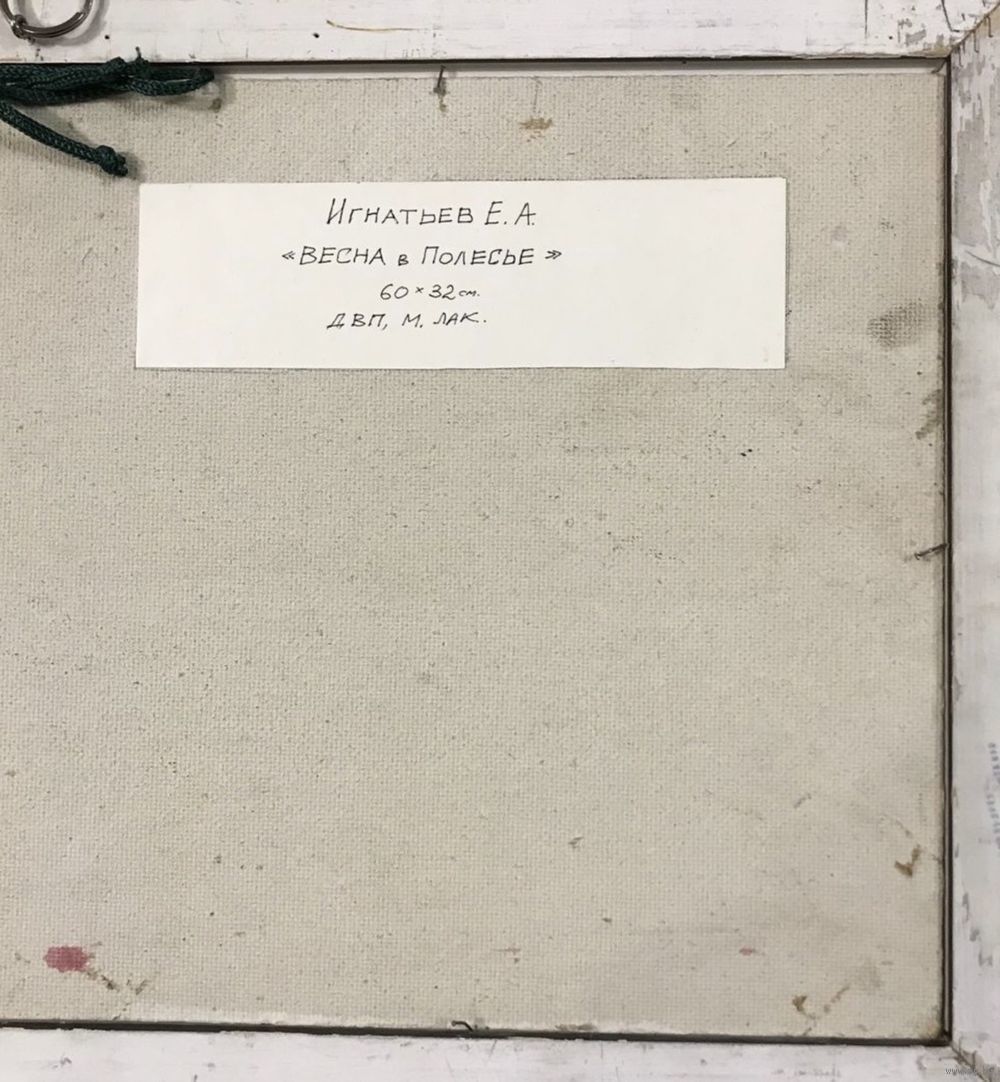 Игнатьев Е. А.
«Весна в Полесье»
60 × 32 см.
ДВП, м. лак.